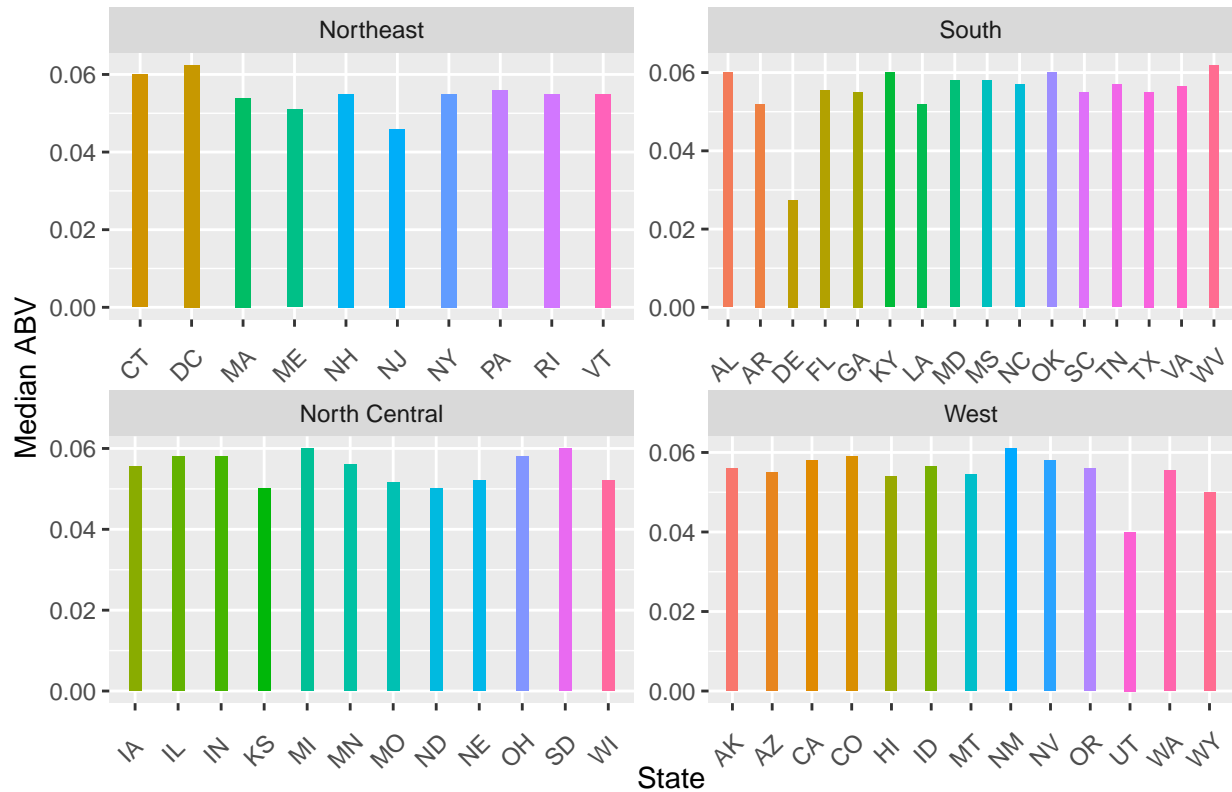 Northeast
South
0.06
0.04
0.02
0.00
CT DC MA ME NH NJ NY PA RI VT
0.06
0.04
0.02
0.00
AL AR DE FL GA KY LA MD MS NC OK SC TN TX VA WV
North Central
West
0.06
0.04
0.02
0.00
IA IL IN KS MI MN MO ND NE OH SD WI
0.06
0.04
0.02
0.00
AK AZ CA CO HI ID MT NM NV OR UT WA WY
Median ABV
State